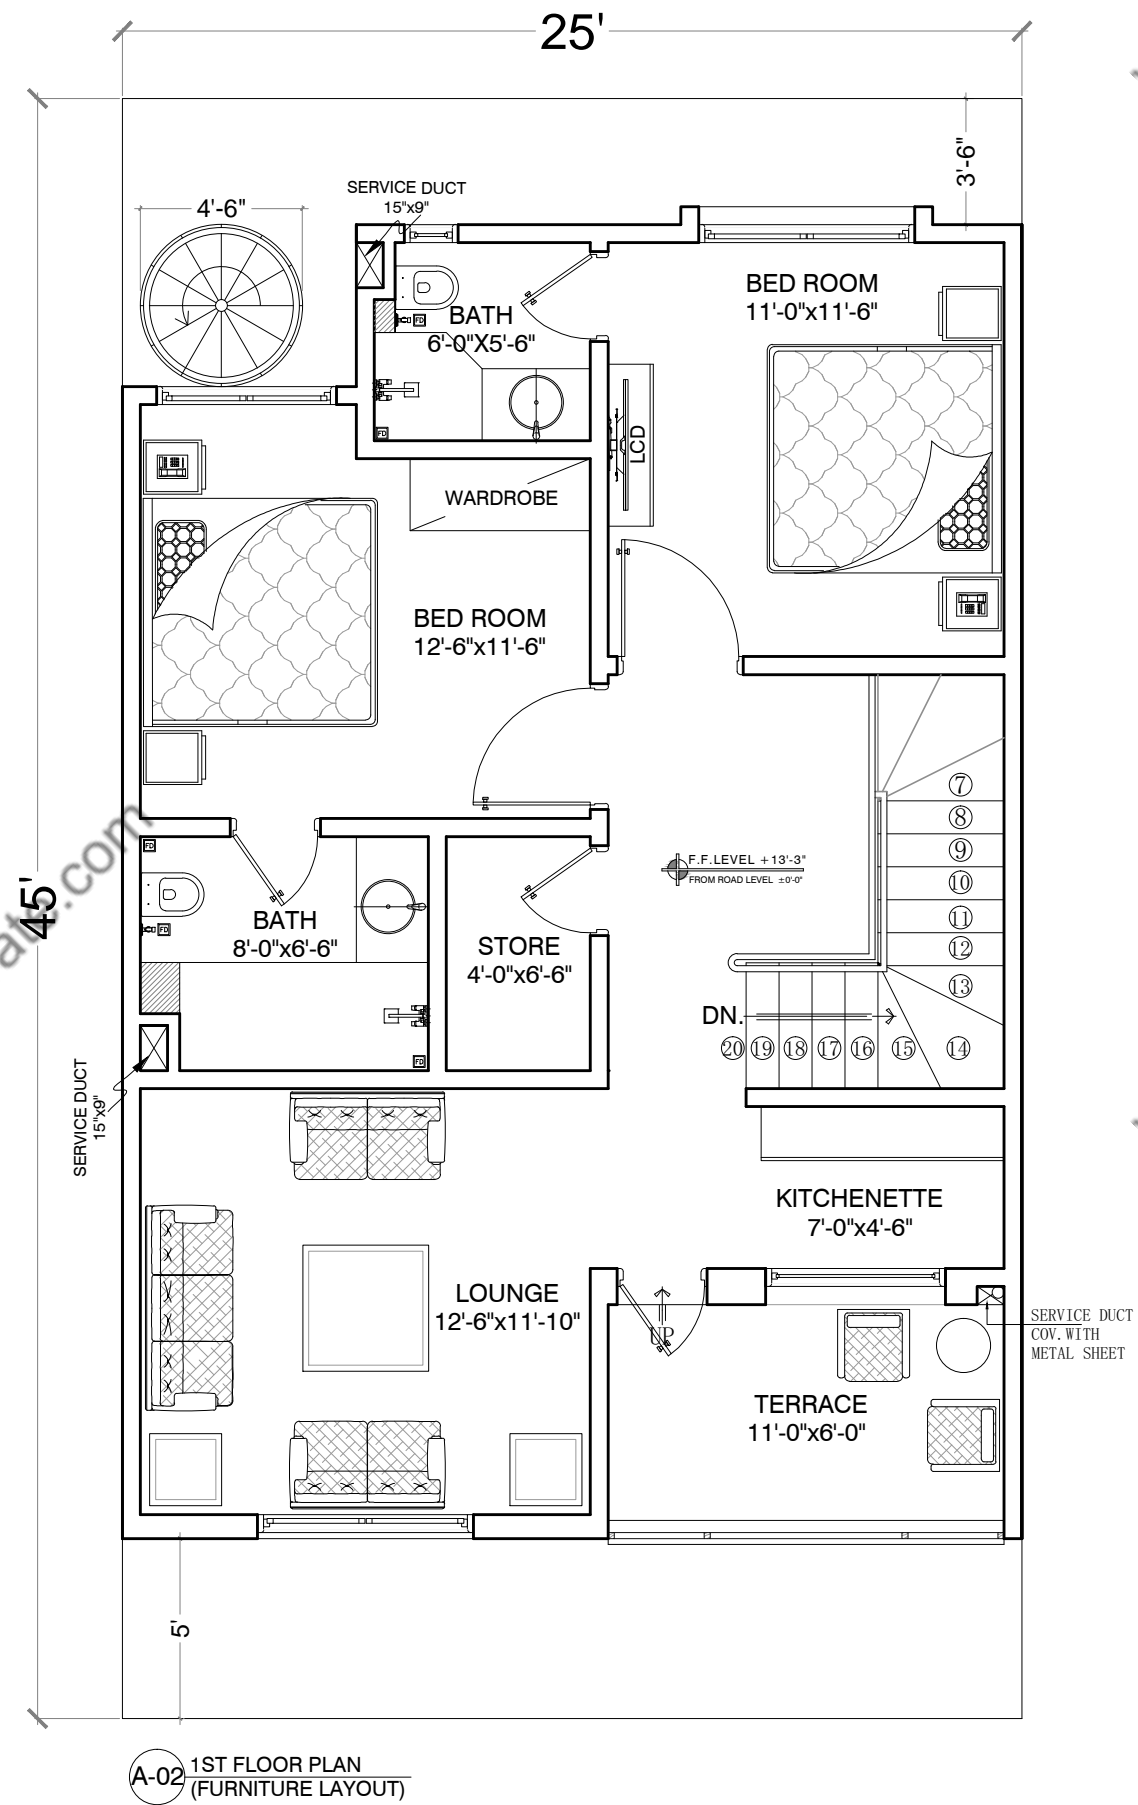 25'
3'-6"
SERVICE DUCT
15"x9"
4'-6"
BED ROOM
11'-0"x11'-6"
BATH
6'-0"X5'-6"
FD
FD
LCD
WARDROBE
BED ROOM
12'-6"x11'-6"
7
8
9
10
11
12
13
14
15
16
17
18
19
20
DN.
F.F.LEVEL +13'-3"
FROM ROAD LEVEL ±0'-0"
FD
BATH
8'-0"x6'-6"
FD
FD
STORE
4'-0"x6'-6"
45'
ate.com
SERVICE DUCT
15"x9"
KITCHENETTE
7'-0"x4'-6"
LOUNGE
12'-6"x11'-10"
UP
SERVICE DUCT
COV.WITH
METAL SHEET
TERRACE
11'-0"x6'-0"
5'
A-02
1ST FLOOR PLAN
(FURNITURE LAYOUT)